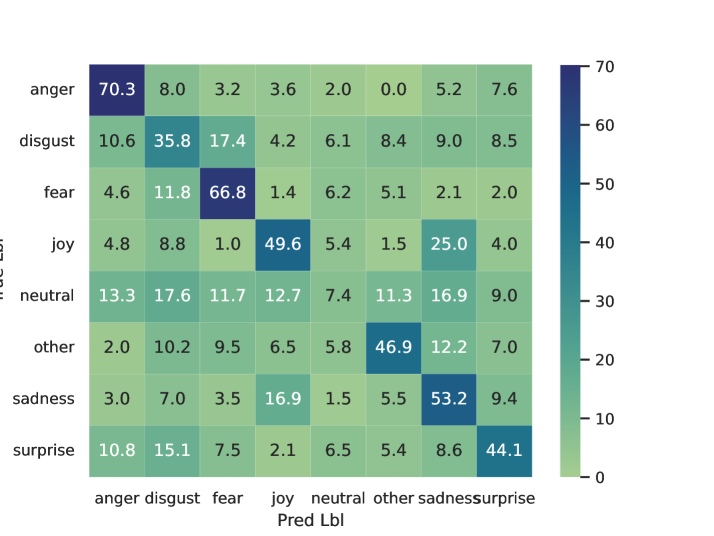 anger 70.3 8.0 3.2 3.6 2.0 0.0 5.2 7.6
disgust 10.6 35.8 17.4 4.2 6.1 8.4 9.0 8.5
fear 4.6 11.8 66.8 1.4 6.2 5.1 2.1 2.0
joy 4.8 8.8 1.0 49.6 5.4 1.5 25.0 4.0
neutral 13.3 17.6 11.7 12.7 7.4 11.3 16.9 9.0
other 2.0 10.2 9.5 6.5 5.8 46.9 12.2 7.0
sadness 3.0 7.0 3.5 16.9 1.5 5.5 53.2 9.4
surprise 10.8 15.1 7.5 2.1 6.5 5.4 8.6 44.1
anger disgust fear joy neutral other sadness surprise
Pred Lbl
70
60
50
40
30
20
10
0